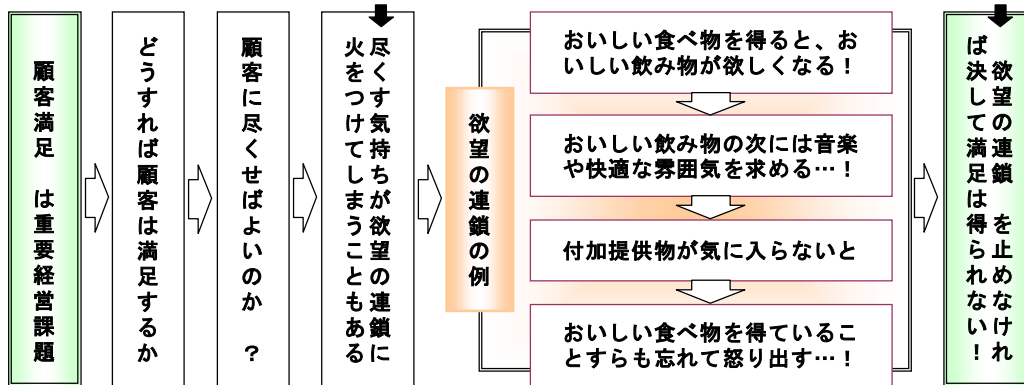 顧客満足 は重要経営課題
どうすれば顧客は満足するか
顧客に尽くせばよいのか ?
尽くす気持ちが欲望の連鎖に
火をつけてしまうこともある
欲望の連鎖の例
おいしい食べ物を得ると、お
いしい飲み物が欲しくなる!
おいしい飲み物の次には音楽
や快適な雰囲気を求める…!
付加提供物が気に入らないと
おいしい食べ物を得ているこ
とすらも忘れて怒り出す…!
欲望の連鎖 を止めなけれ
ば決して満足は得られない!